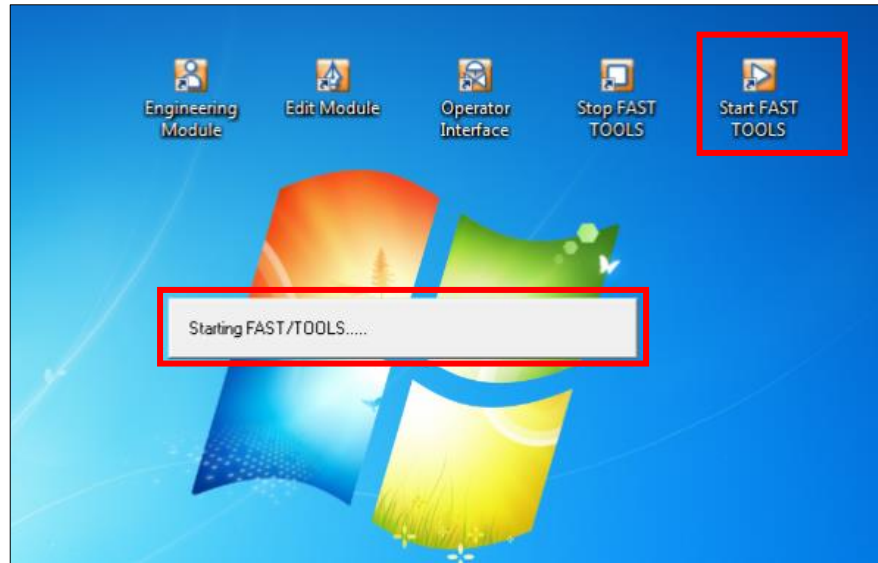 Engineering
Module
Edit Module
Operator
Interface
Stop FAST
TOOLS
Start FAST
TOOLS
Starting FAST/TOOLS.....